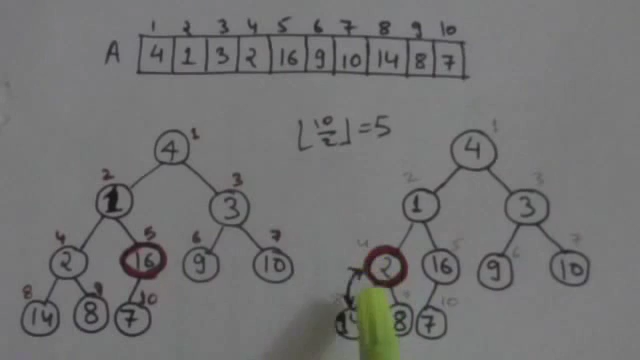 1 2 3 4 5 6 7 8 9 10
A 4 1 3 2 16 9 10 14 8 7
⌊10/2⌋=5
4 1
2 1 3 3
4 2 5 16 6 9 7 10
8 14 9 8 10 7
4 1
2 1 3 3
4 2 5 16 6 9 7 10
8 10 7